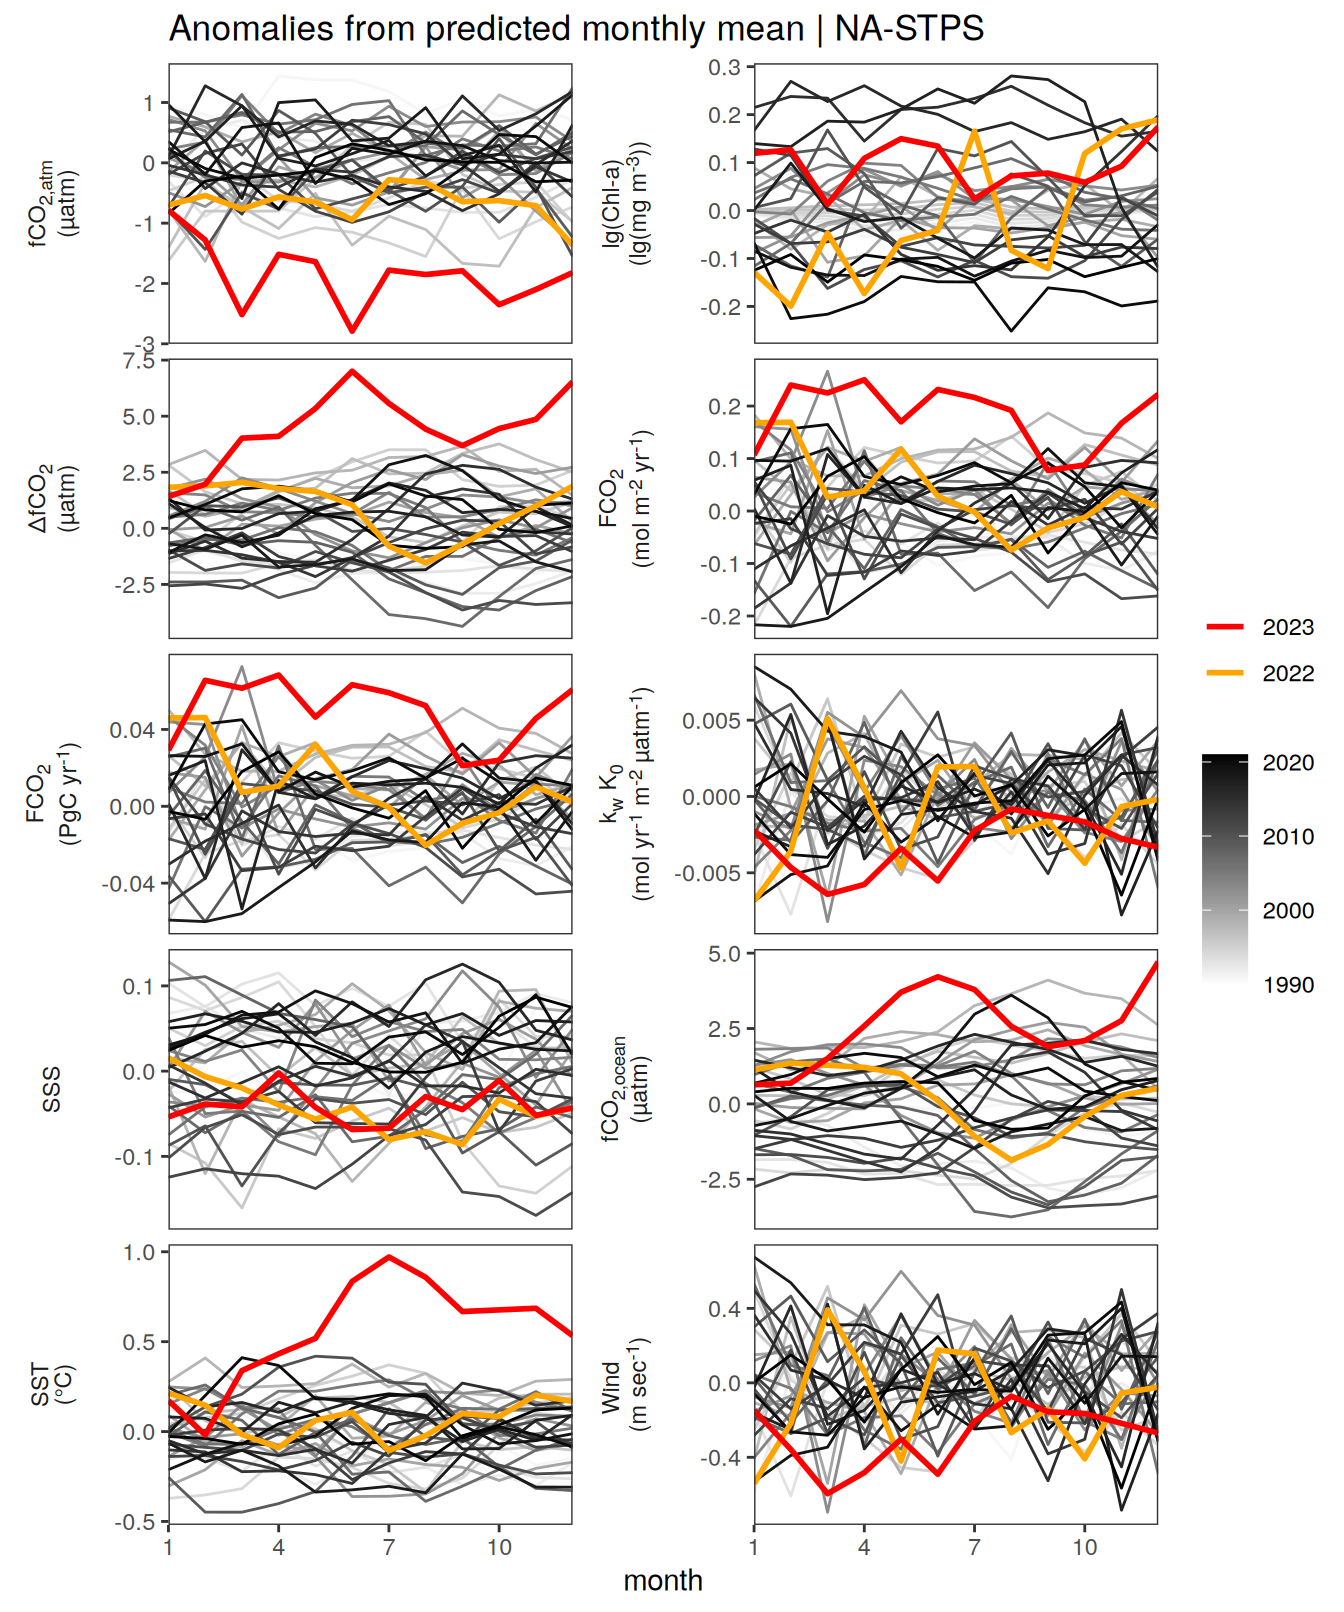 Anomalies from predicted monthly mean | NA-STPS
fCO2,atm
(µatm)
1
0
-1
-2
-3
lg(Chl-a)
(lg(mg m-3))
0.3
0.2
0.1
0.0
-0.1
-0.2
ΔfCO2
(µatm)
7.5
5.0
2.5
0.0
-2.5
FCO2
(mol m-2 yr-1)
0.2
0.1
0.0
-0.1
-0.2
FCO2
(PgC yr-1)
0.04
0.00
-0.04
kw K0
(mol yr-1 m-2 µatm-1)
0.005
0.000
-0.005
SSS
0.1
0.0
-0.1
fCO2,ocean
(µatm)
5.0
2.5
0.0
-2.5
SST
(°C)
1.0
0.5
0.0
-0.5
Wind
(m sec-1)
0.4
0.0
-0.4
1 4 7 10
1 4 7 10
month
2023
2022
2020
2010
2000
1990